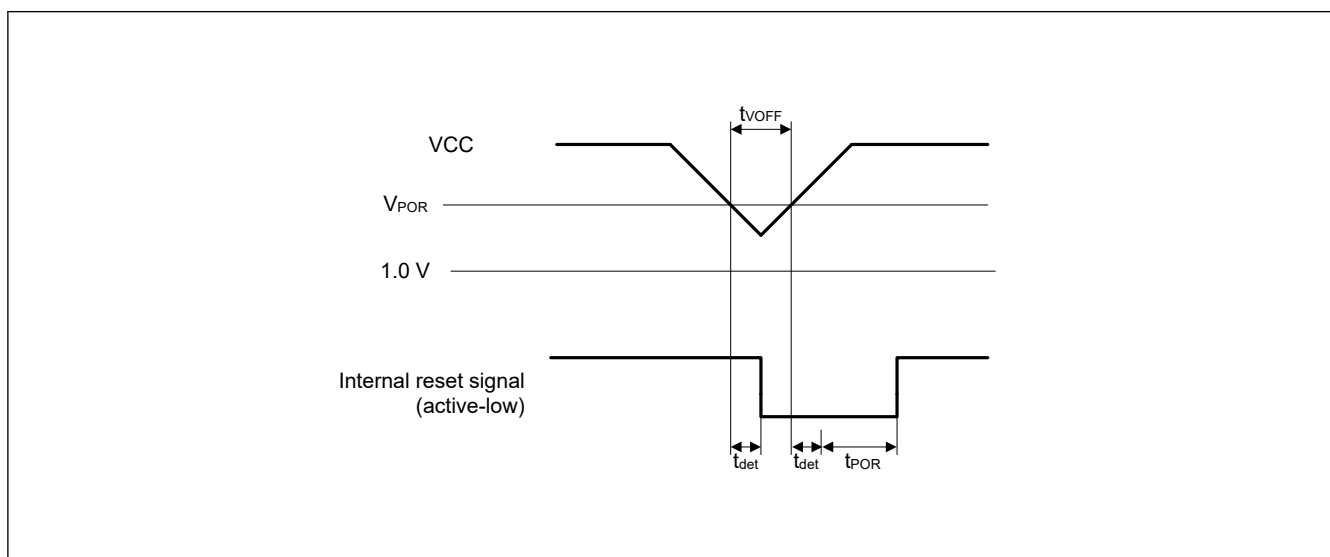 tVOFF
VCC
VPOR
1.0 V
Internal reset signal
(active-low)
tdet
tdet
tPOR